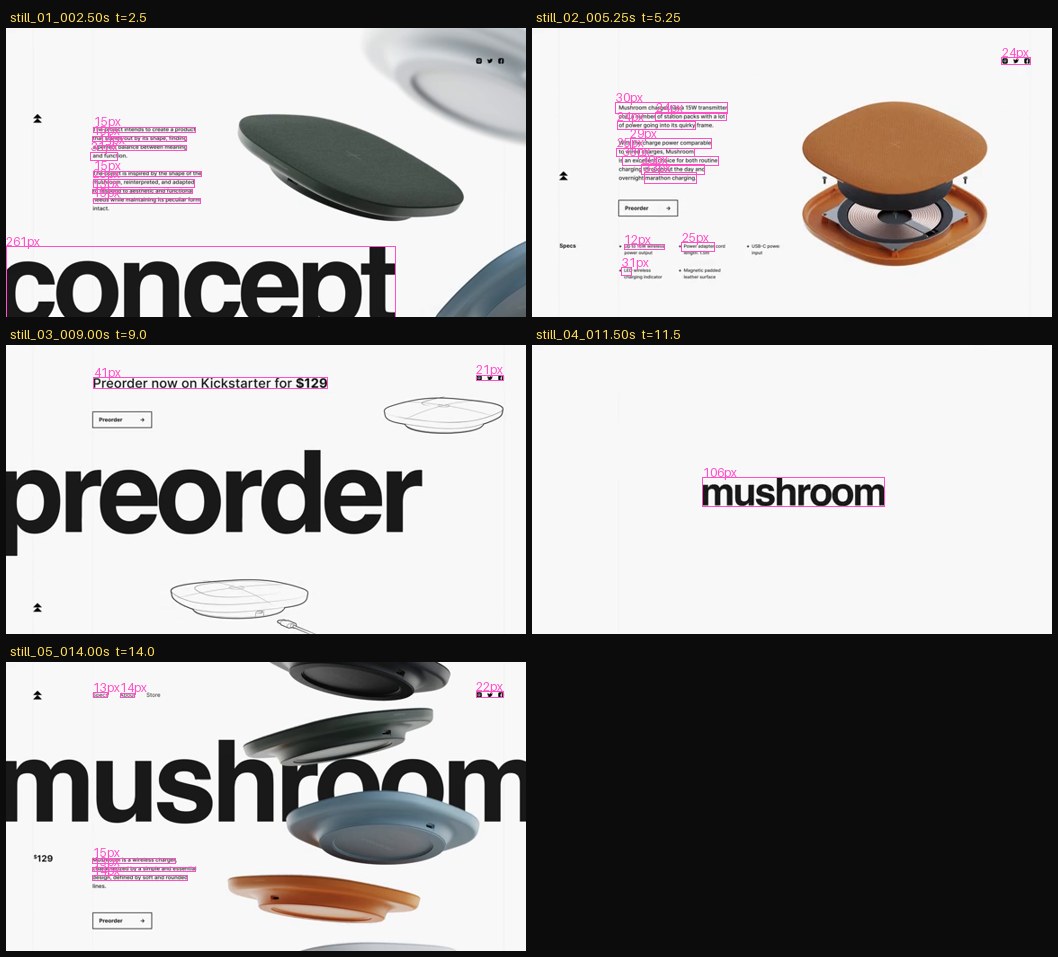 still_01_002.50s t=2.5
15px
The project intends to create a product
that stands out by its shape, finding
balance between meaning
and function.
15px
The object is inspired by the shape of the
mushroom, reinterpreted, and adapted
to respond to aesthetic and functional
needs while maintaining its peculiar form
intact.
261px
concept
still_02_005.25s t=5.25
24px
30px
Mushroom charger has a 15W transmitter
and a number of station packs with a lot
of power going into its quirky frame.
29px
With the charge power comparable
to wired charges, Mushroom
is an excellent choice for both routine
charging throughout the day and
overnight marathon charging.
Preorder →
Specs
12px
Up to 15W wireless
power output
25px
Power adapter cord
length: 1.5m
USB-C powe
input
31px
LED wireless
charging indicator
Magnetic padded
leather surface
still_03_009.00s t=9.0
41px
Preorder now on Kickstarter for $129
21px
Preorder →
preorder
still_04_011.50s t=11.5
106px
mushroom
still_05_014.00s t=14.0
13px 14px
Specs About Store
22px
mushroom
$129
15px
Mushroom is a wireless charger,
characterized by a simple and essential
design, defined by soft and rounded
lines.
Preorder →